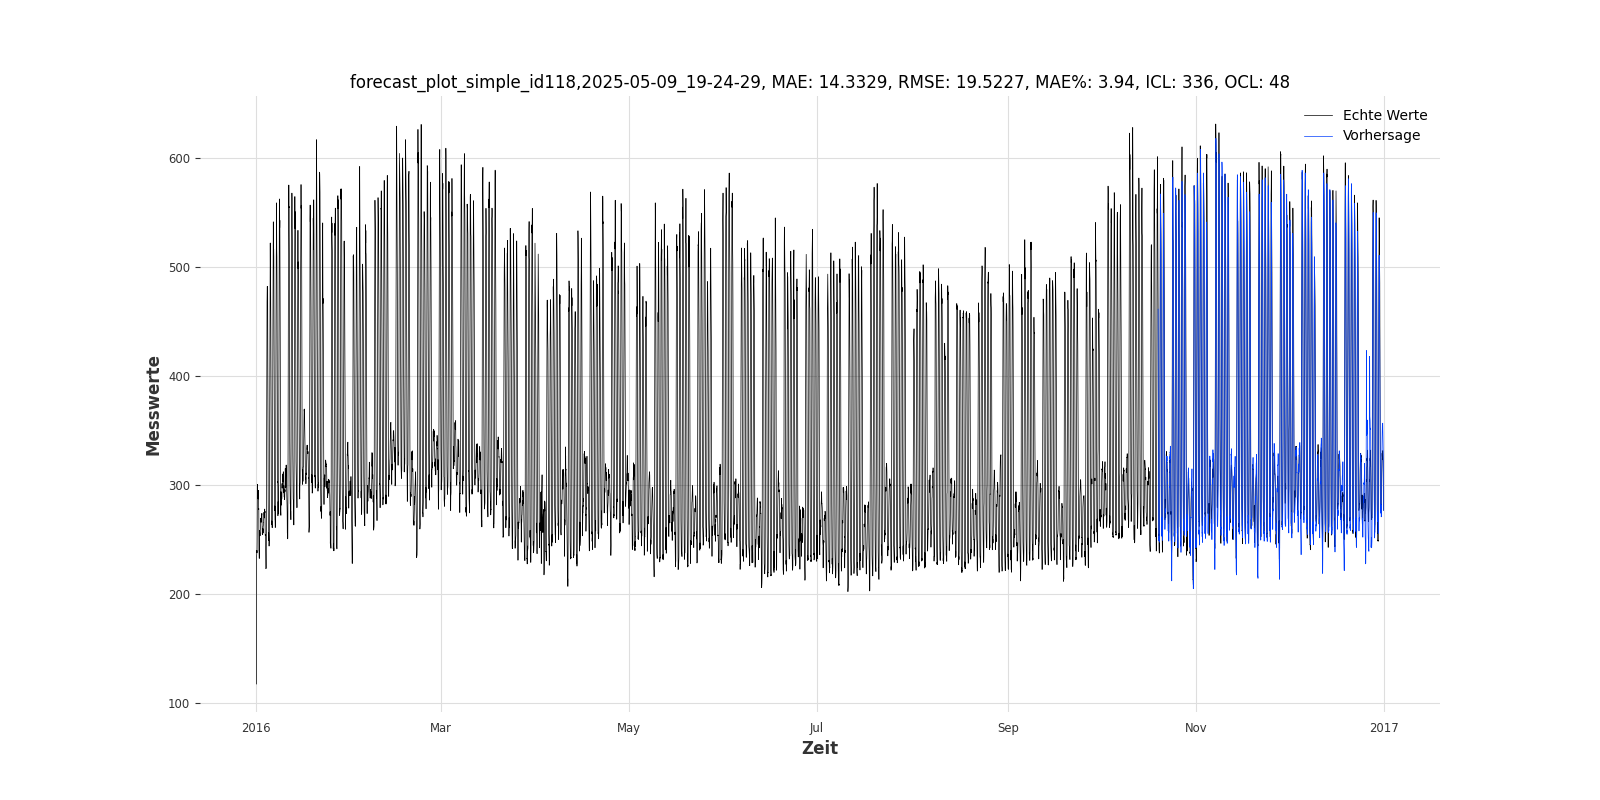 forecast_plot_simple_id118,2025-05-09_19-24-29, MAE: 14.3329, RMSE: 19.5227, MAE%: 3.94, ICL: 336, OCL: 48
Echte Werte
Vorhersage
600
500
400
300
200
100
Messwerte
2016 Mar May Jul Sep Nov 2017
Zeit